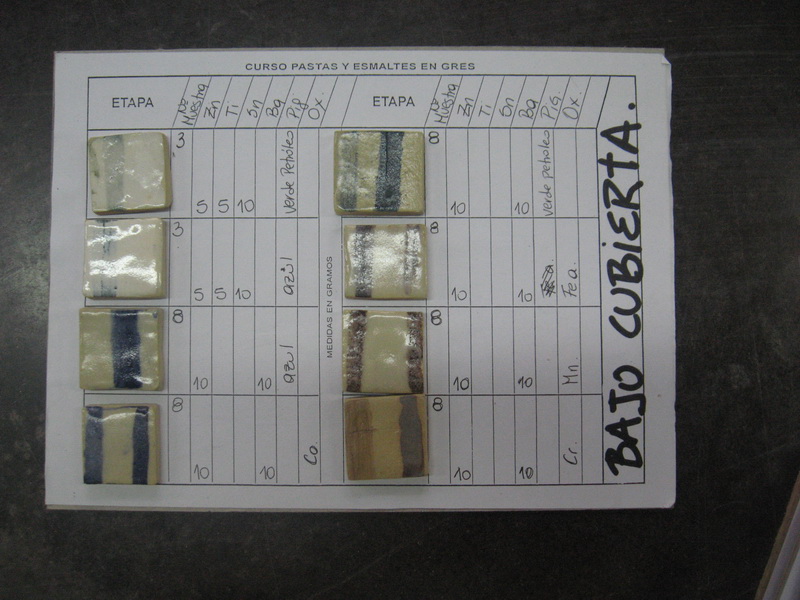 CURSO PASTAS Y ESMALTES EN GRES
ETAPA Nº Muestra Zn Ti Sn Ba Pig Ox.
3 5 5 10 verde Petróleo
3 5 5 10 azul
8 10 10 azul
8 10 10 Co.
MEDIDAS EN GRAMOS
ETAPA Nº Muestra Zn Ti Sn Ba Pig. Ox.
8 10 10 verde petróleo
8 10 10 Fea.
8 10 10 Mn.
8 10 10 Cr.
BAJO CUBIERTA.